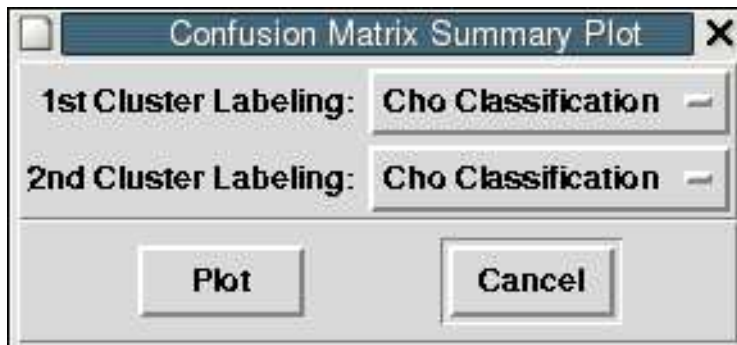 Confusion Matrix Summary Plot
1st Cluster Labeling: Cho Classification
2nd Cluster Labeling: Cho Classification
Plot Cancel